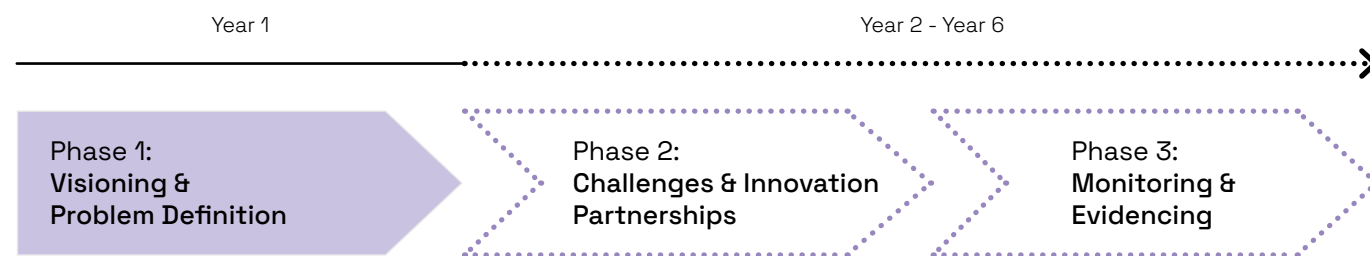 Year 1
Year 2 - Year 6
Phase 1:
Visioning &
Problem Definition
Phase 2:
Challenges & Innovation
Partnerships
Phase 3:
Monitoring &
Evidencing